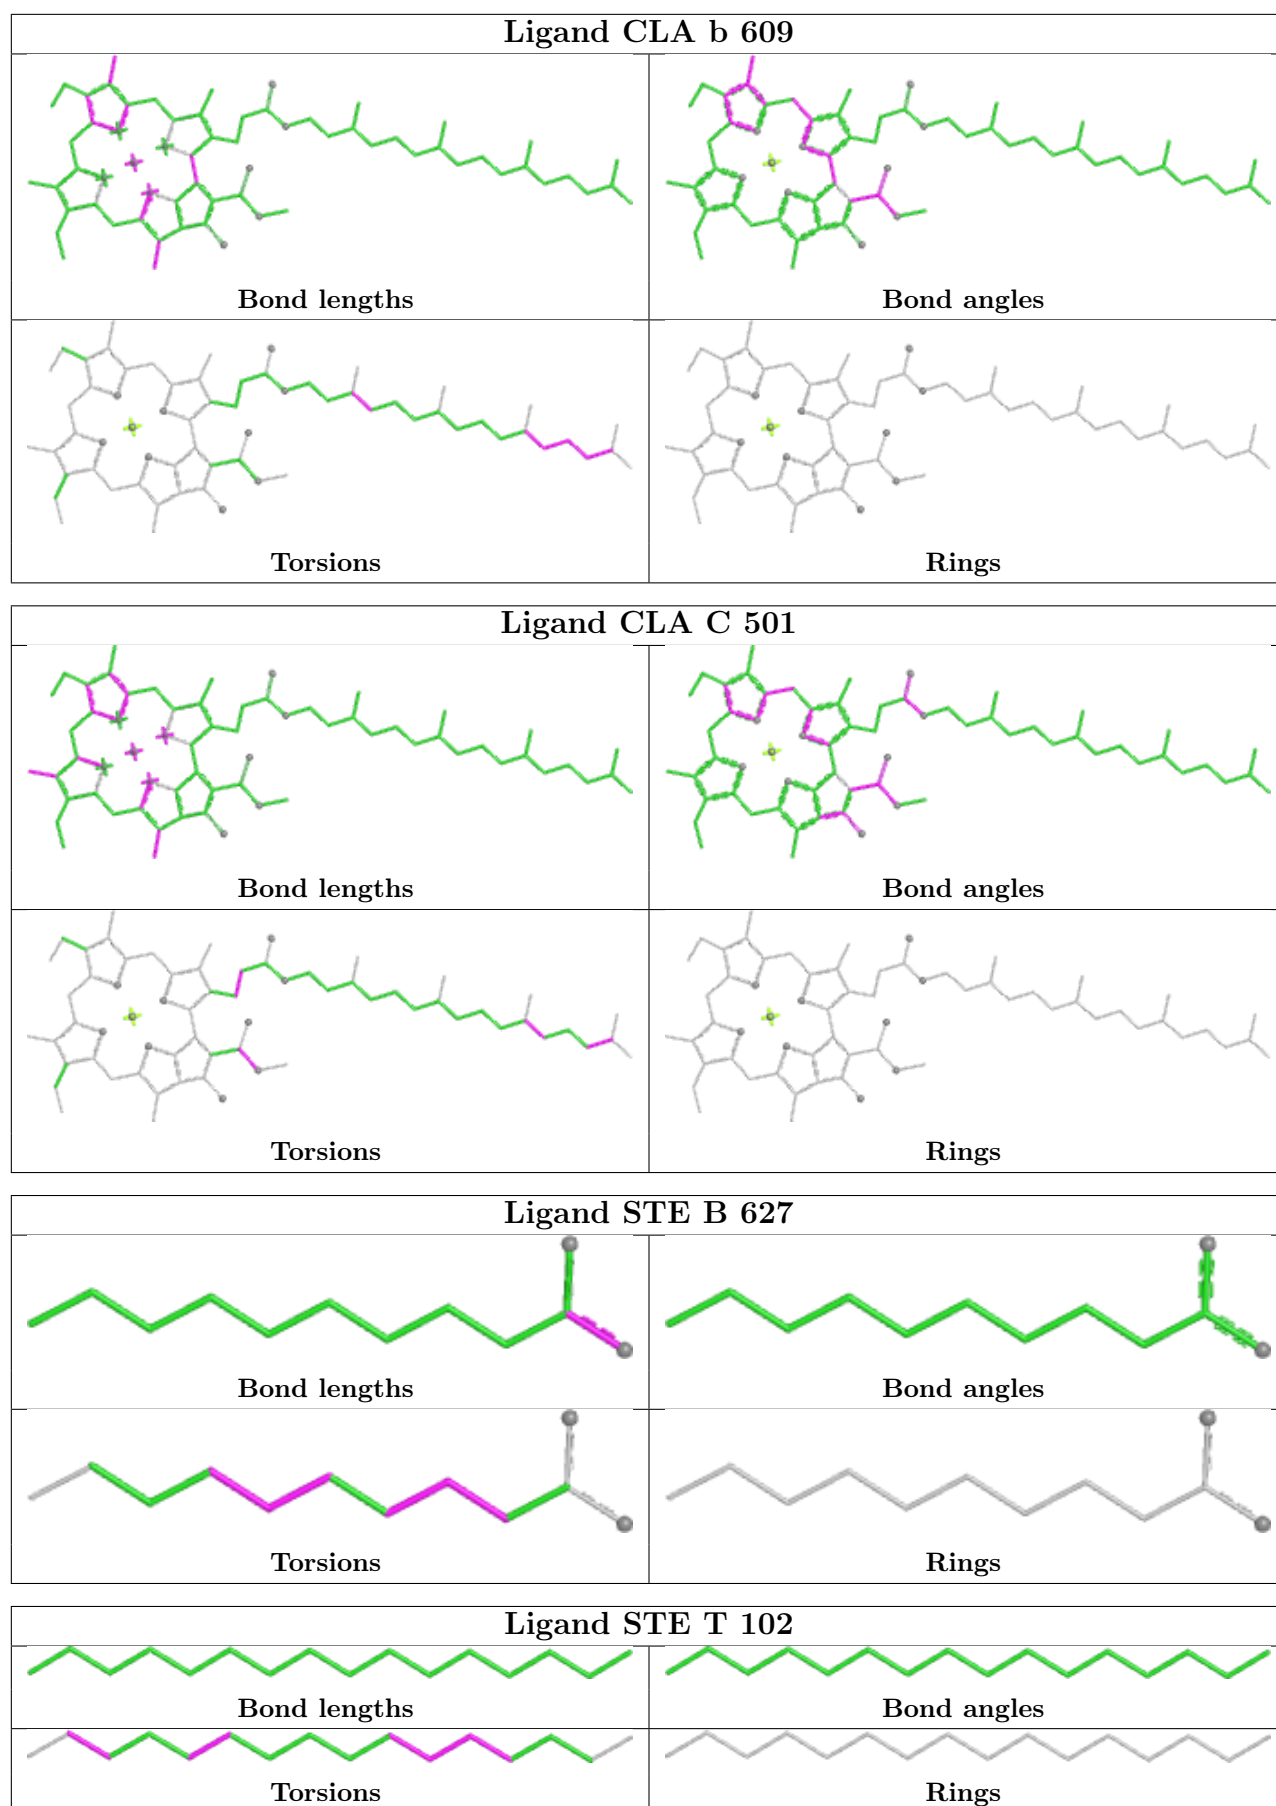 Ligand CLA b 609
Bond lengths
Bond angles
Torsions
Rings
Ligand CLA C 501
Bond lengths
Bond angles
Torsions
Rings
Ligand STE B 627
Bond lengths
Bond angles
Torsions
Rings
Ligand STE T 102
Bond lengths
Bond angles
Torsions
Rings